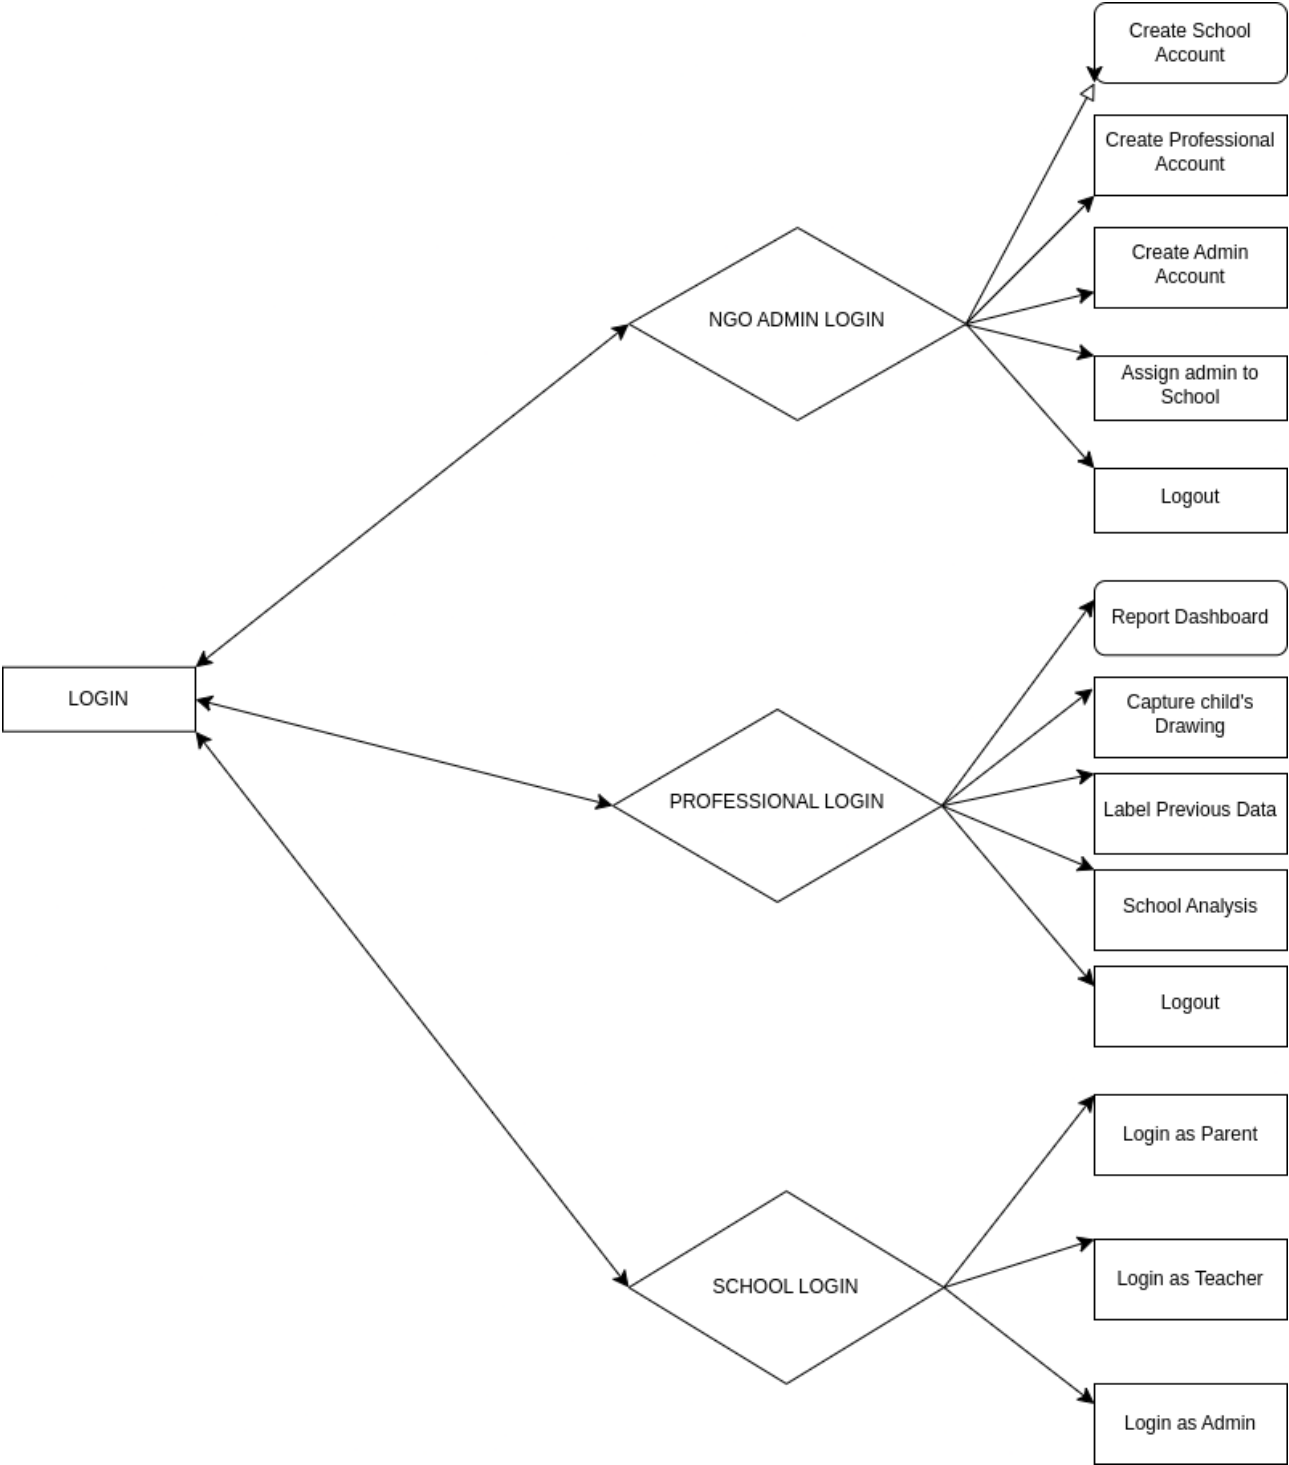 Create School
Account
Create Professional
Account
Create Admin
Account
NGO ADMIN LOGIN
Assign admin to
School
Logout
Report Dashboard
LOGIN
Capture child's
Drawing
PROFESSIONAL LOGIN
Label Previous Data
School Analysis
Logout
Login as Parent
SCHOOL LOGIN
Login as Teacher
Login as Admin